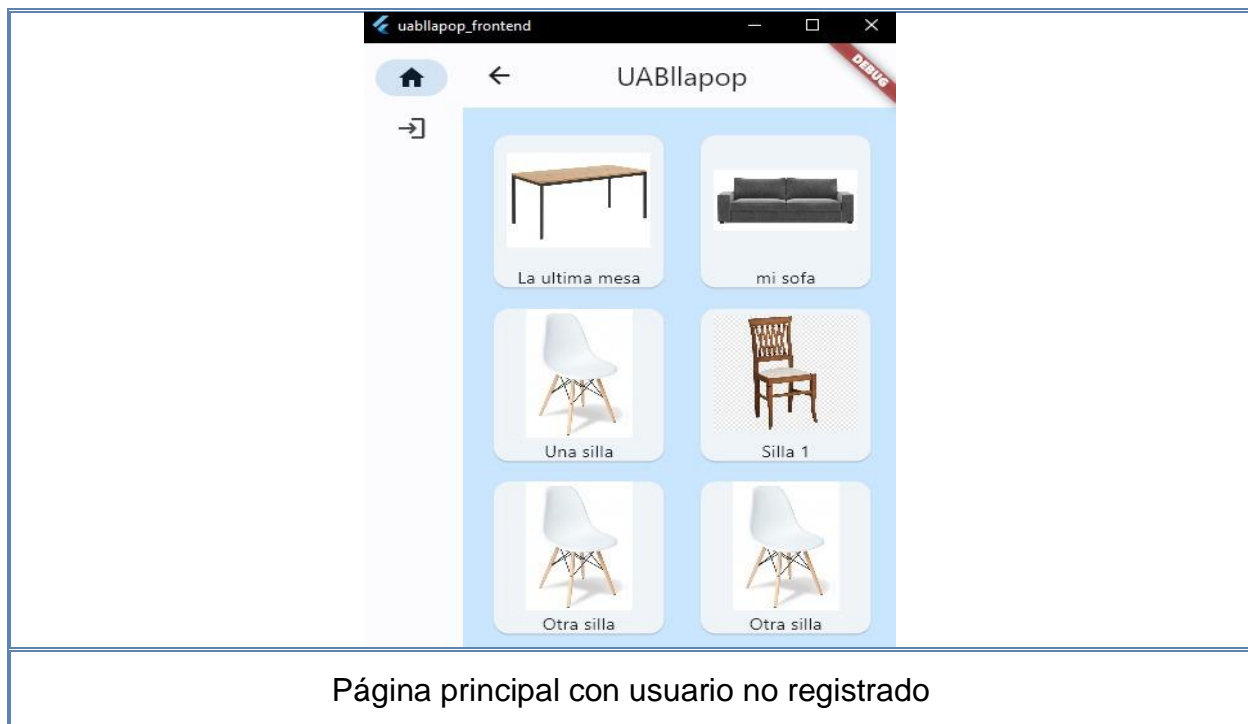 uabllapop_frontend
UABllapop
DEBUG
La ultima mesa
mi sofa
Una silla
Silla 1
Otra silla
Otra silla
Página principal con usuario no registrado